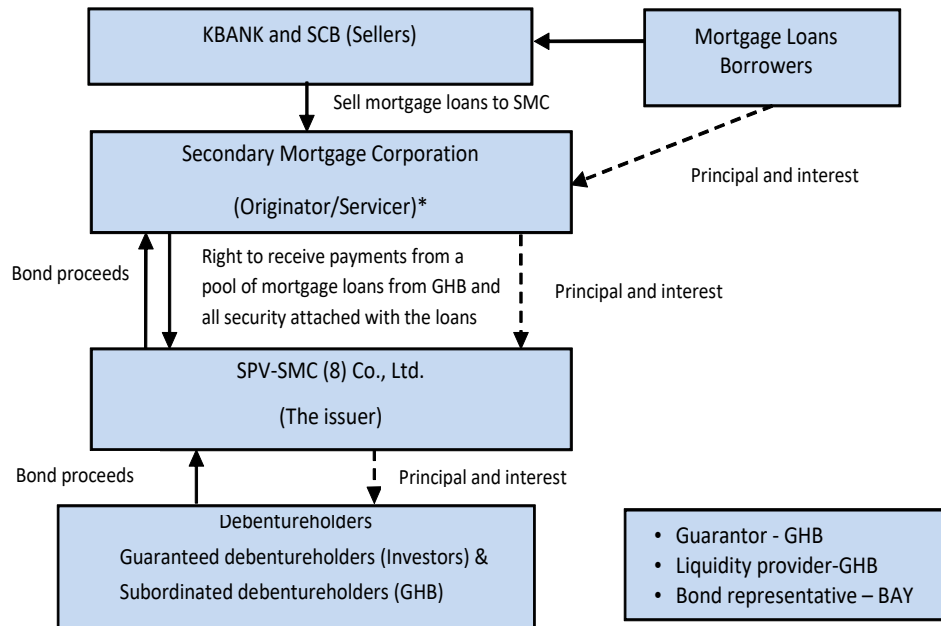 KBANK and SCB (Sellers)
Mortgage Loans
Borrowers
Sell mortgage loans to SMC
Secondary Mortgage Corporation
(Originator/Servicer)*
Principal and interest
Bond proceeds
Right to receive payments from a
pool of mortgage loans from GHB and
all security attached with the loans
Principal and interest
SPV-SMC (8) Co., Ltd.
(The issuer)
Bond proceeds
Principal and interest
Debentureholders
Guaranteed debentureholders (Investors) &
Subordinated debentureholders (GHB)
• Guarantor - GHB
• Liquidity provider-GHB
• Bond representative – BAY